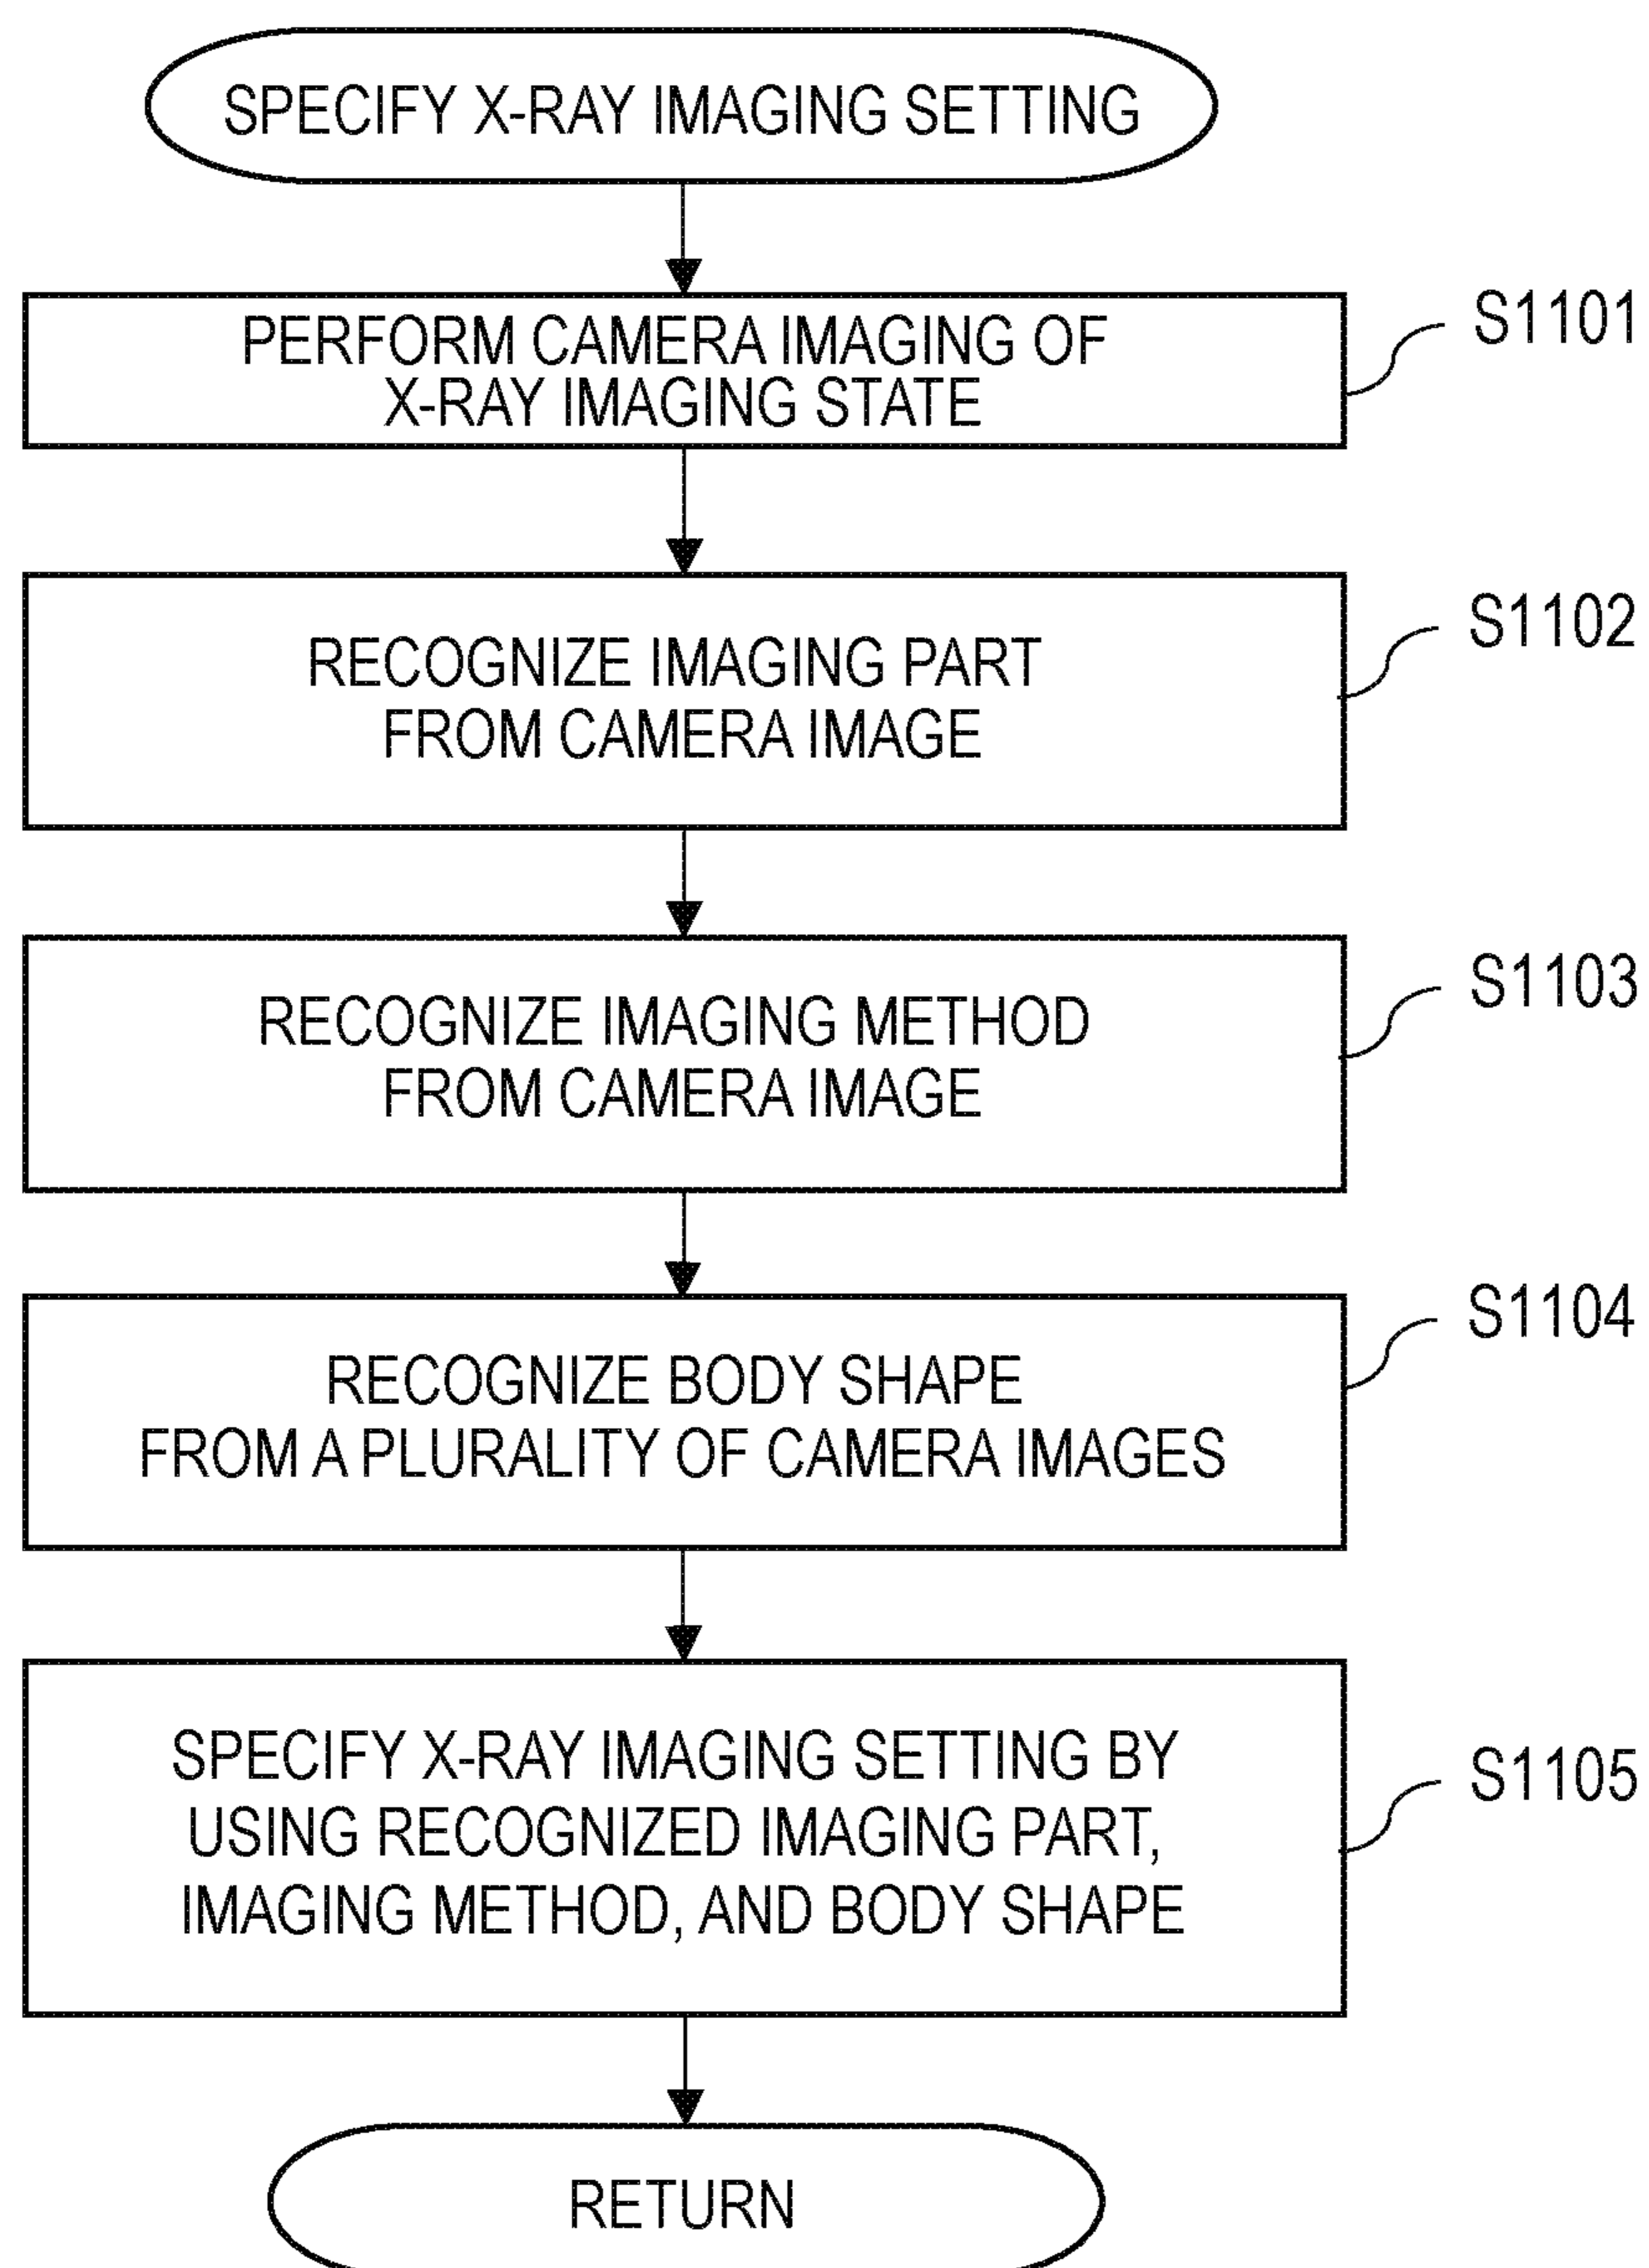 SPECIFY X-RAY IMAGING SETTING
PERFORM CAMERA IMAGING OF
X-RAY IMAGING STATE
S1101
RECOGNIZE IMAGING PART
FROM CAMERA IMAGE
S1102
RECOGNIZE IMAGING METHOD
FROM CAMERA IMAGE
S1103
RECOGNIZE BODY SHAPE
FROM A PLURALITY OF CAMERA IMAGES
S1104
SPECIFY X-RAY IMAGING SETTING BY
USING RECOGNIZED IMAGING PART,
IMAGING METHOD, AND BODY SHAPE
S1105
RETURN